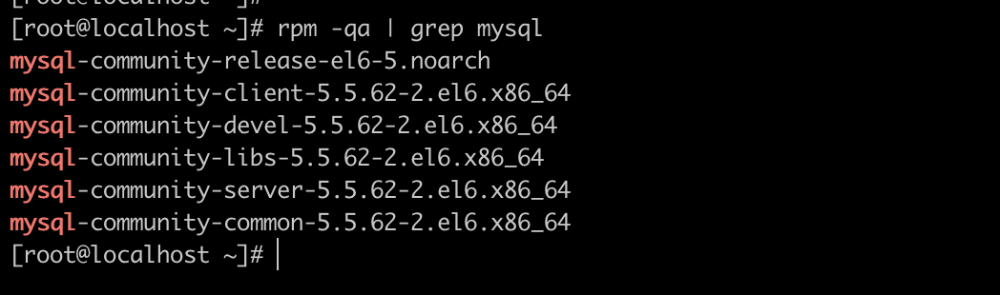 [root@localhost ~]#
[root@localhost ~]# rpm -qa | grep mysql
mysql-community-release-el6-5.noarch
mysql-community-client-5.5.62-2.el6.x86_64
mysql-community-devel-5.5.62-2.el6.x86_64
mysql-community-libs-5.5.62-2.el6.x86_64
mysql-community-server-5.5.62-2.el6.x86_64
mysql-community-common-5.5.62-2.el6.x86_64
[root@localhost ~]#